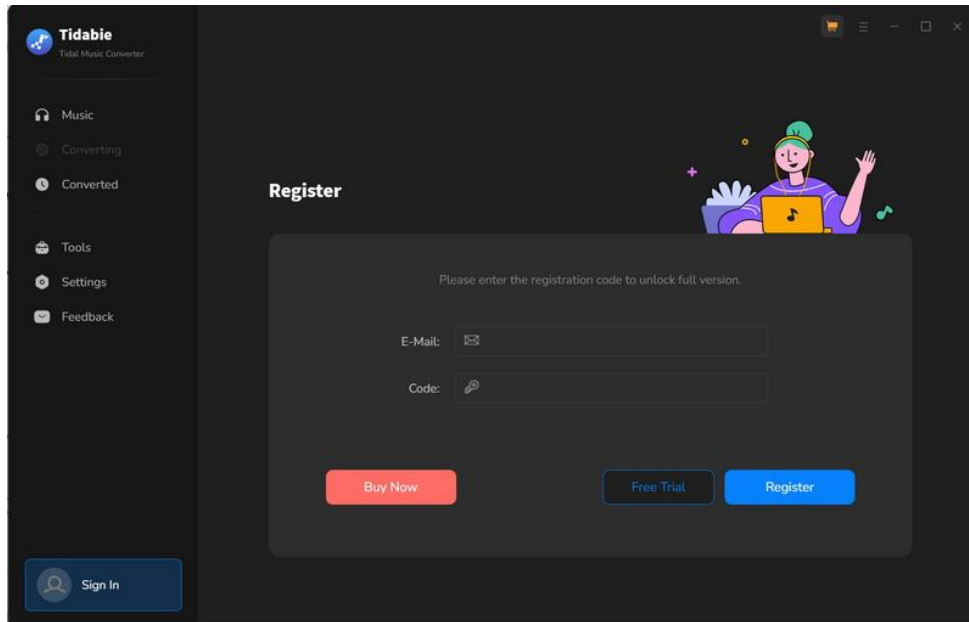 Tidabie
Tidal Music Converter
Music
Converting
Converted
Tools
Settings
Feedback
Sign In
Register
Please enter the registration code to unlock full version.
E-Mail:
Code:
Buy Now
Free Trial
Register